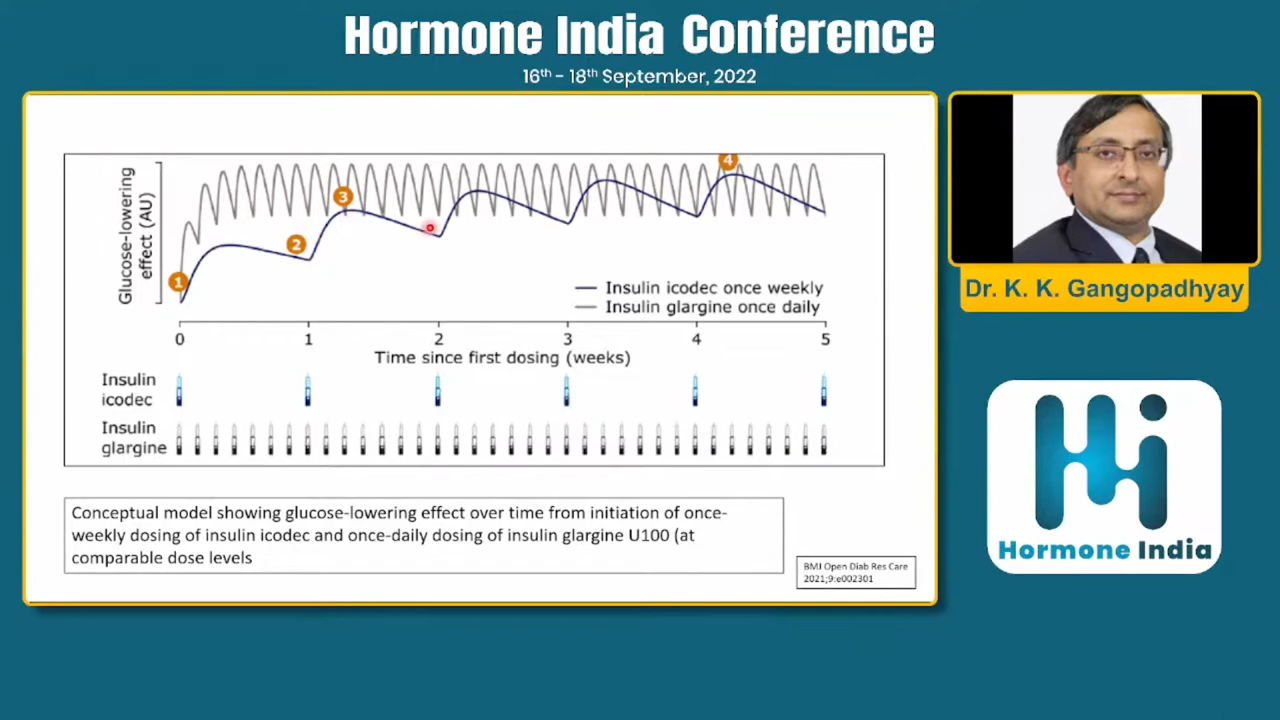 Hormone India Conference
16th - 18th September, 2022
Glucose-lowering
effect (AU)
1
2
3
4
Insulin icodec once weekly
Insulin glargine once daily
0 1 2 3 4 5
Time since first dosing (weeks)
Insulin
icodec
Insulin
glargine
Conceptual model showing glucose-lowering effect over time from initiation of once-
weekly dosing of insulin icodec and once-daily dosing of insulin glargine U100 (at
comparable dose levels
BMJ Open Diab Res Care
2021;9:e002301
Dr. K. K. Gangopadhyay
Hormone India